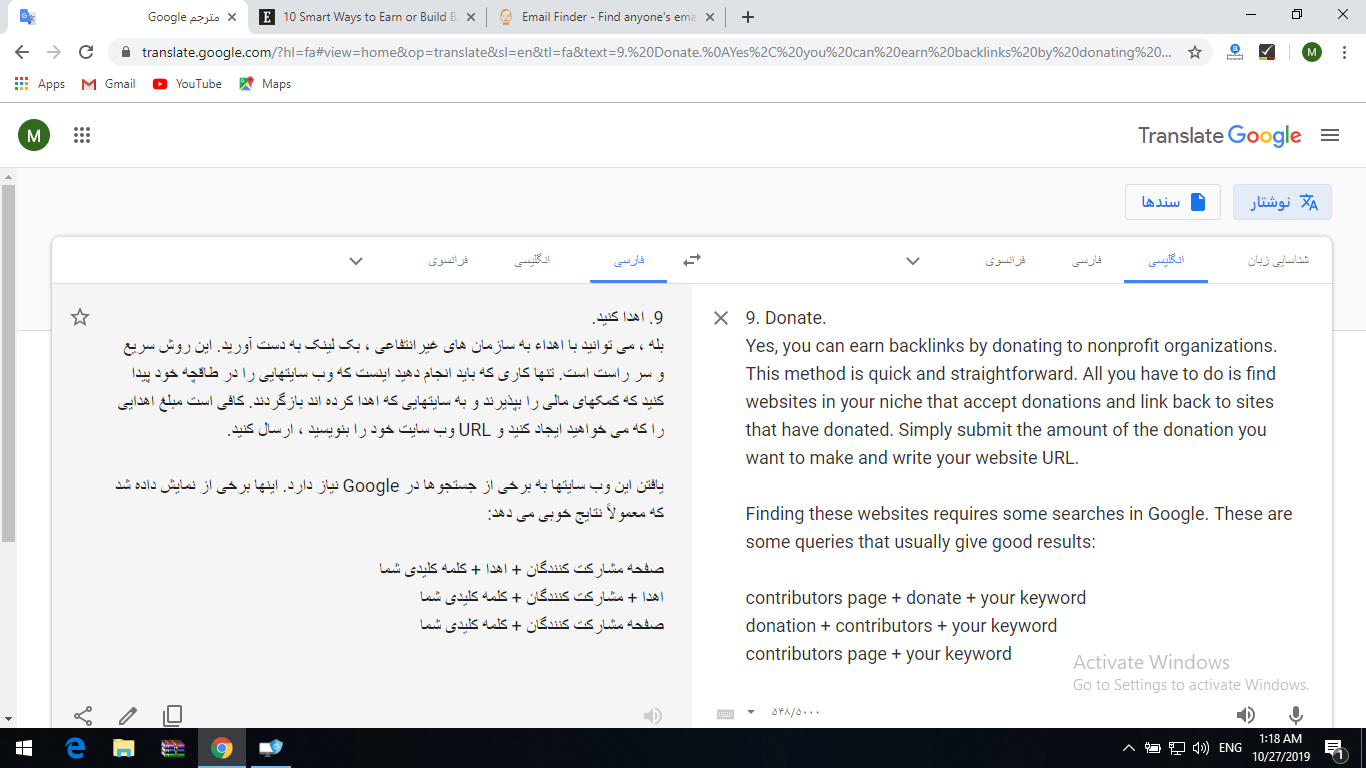 مترجم Google
10 Smart Ways to Earn or Build B
Email Finder - Find anyone's ema
translate.google.com/?hl=fa#view=home&op=translate&sl=en&tl=fa&text=9.%20Donate.%0AYes%2C%20you%20can%20earn%20backlinks%20by%20donating%20...
M
Apps
Gmail
YouTube
Maps
M
Translate Google
نوشتار
سندها
شناسایی زبان
انگلیسی
فارسی
فرانسوی
فارسی
انگلیسی
فرانسوی
9. Donate.
Yes, you can earn backlinks by donating to nonprofit organizations.
This method is quick and straightforward. All you have to do is find
websites in your niche that accept donations and link back to sites
that have donated. Simply submit the amount of the donation you
want to make and write your website URL.
Finding these websites requires some searches in Google. These are
some queries that usually give good results:
contributors page + donate + your keyword
donation + contributors + your keyword
contributors page + your keyword
۵۴۸/۵۰۰۰
9. اهدا کنید.
بله ، می توانید با اهداء به سازمان های غیرانتفاعی ، بک لینک به دست آورید. این روش سریع
و سر راست است. تنها کاری که باید انجام دهید اینست که وب سایتهایی را در طاقچه خود پیدا
کنید که کمکهای مالی را بپذیرند و به سایتهایی که اهدا کرده اند بازگردند. کافی است مبلغ اهدایی
را که می خواهید ایجاد کنید و URL وب سایت خود را بنویسید ، ارسال کنید.
یافتن این وب سایتها به برخی از جستجوها در Google نیاز دارد. اینها برخی از نمایش داده شد
که معمولاً نتایج خوبی می دهد:
صفحه مشارکت کنندگان + اهدا + کلمه کلیدی شما
اهدا + مشارکت کنندگان + کلمه کلیدی شما
صفحه مشارکت کنندگان + کلمه کلیدی شما
Activate Windows
Go to Settings to activate Windows.
ENG
1:18 AM
10/27/2019
1